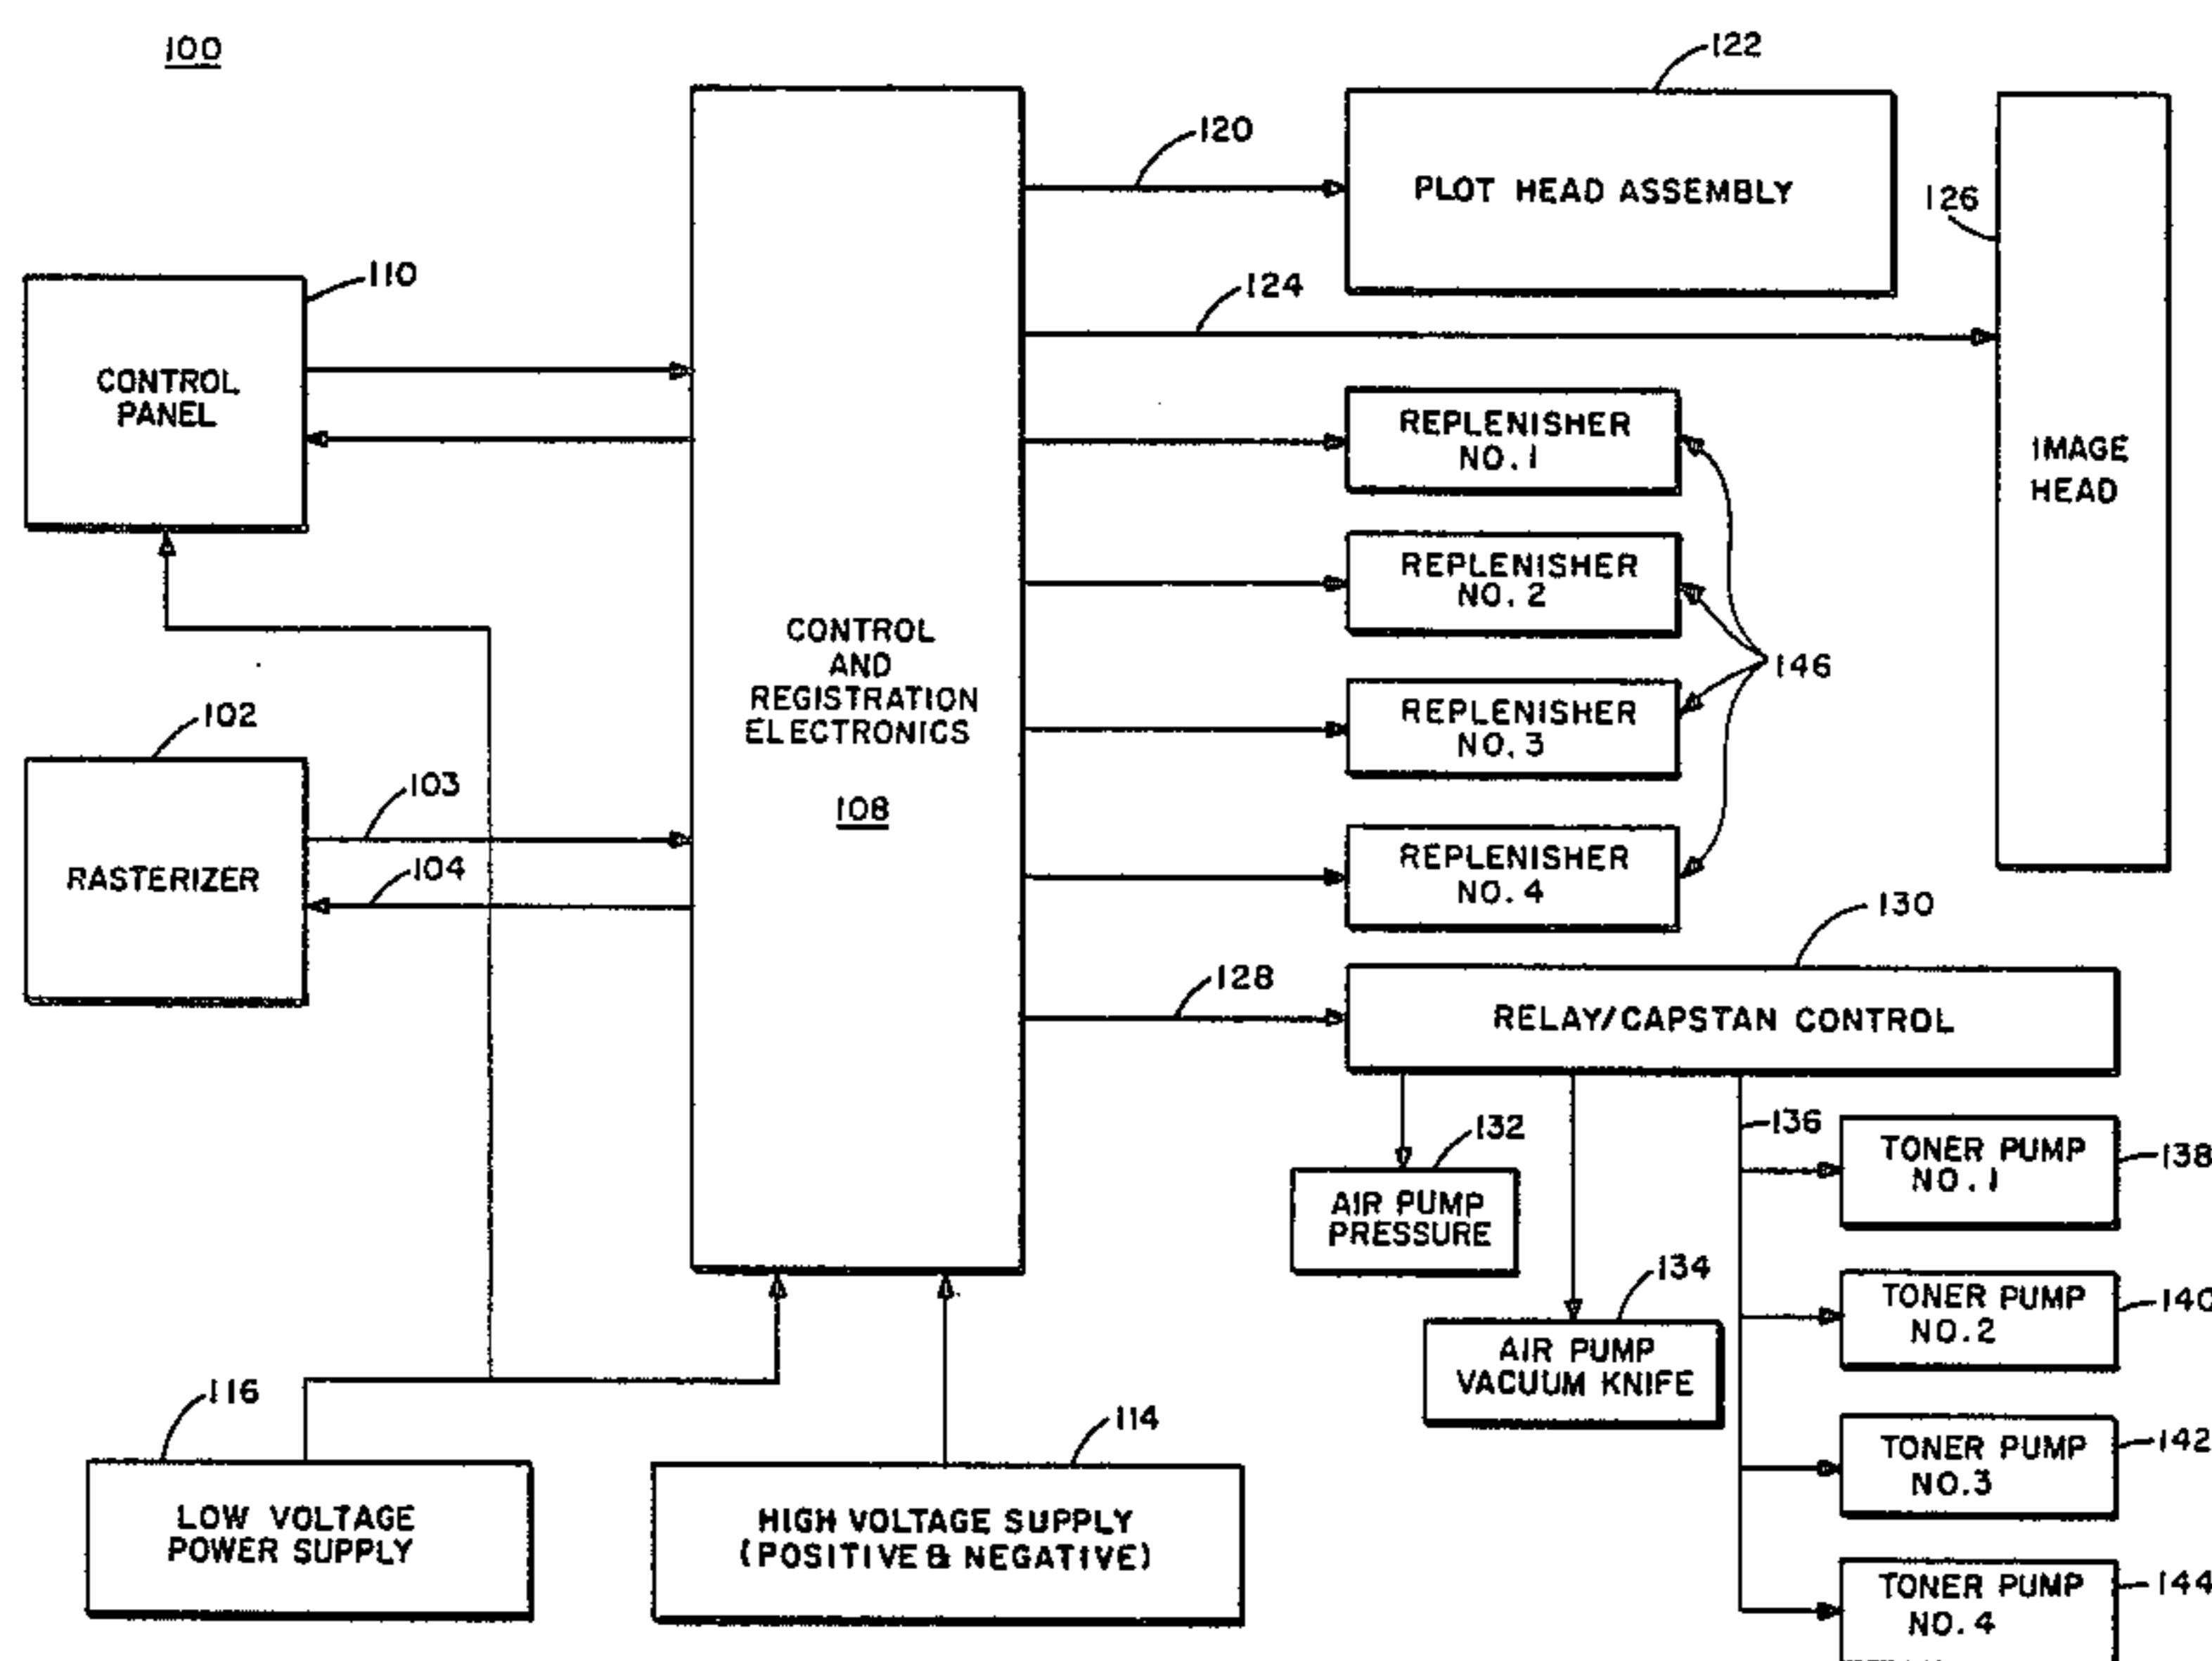 100
122
120
PLOT HEAD ASSEMBLY
126
110
124
CONTROL
PANEL
REPLENISHER
NO. 1
IMAGE
HEAD
REPLENISHER
NO. 2
CONTROL
AND
REGISTRATION
ELECTRONICS
108
146
102
REPLENISHER
NO. 3
103
RASTERIZER
104
REPLENISHER
NO. 4
130
128
RELAY/CAPSTAN CONTROL
132
136
TONER PUMP
NO. 1
138
AIR PUMP
PRESSURE
134
TONER PUMP
NO. 2
140
AIR PUMP
VACUUM KNIFE
116
114
TONER PUMP
NO. 3
142
LOW VOLTAGE
POWER SUPPLY
HIGH VOLTAGE SUPPLY
(POSITIVE & NEGATIVE)
TONER PUMP
NO. 4
144